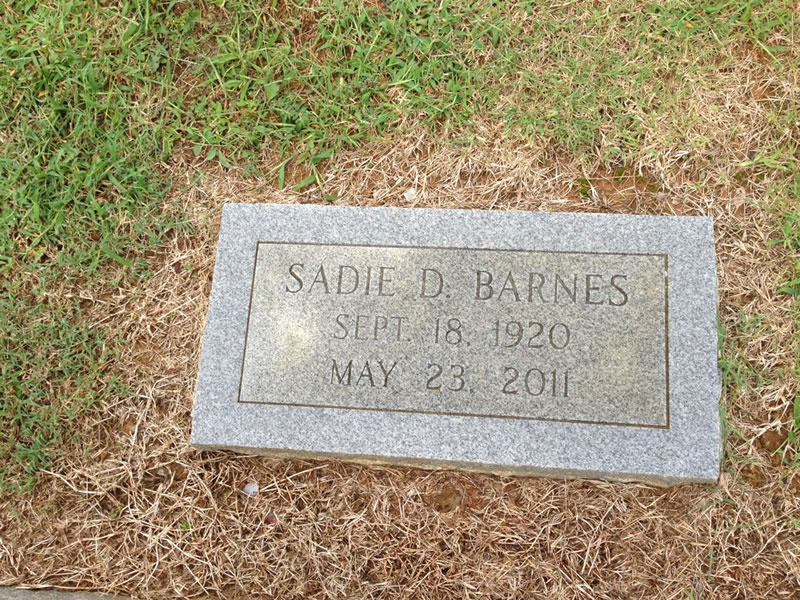 SADIE D. BARNES
SEPT. 18, 1920
MAY 23, 2011